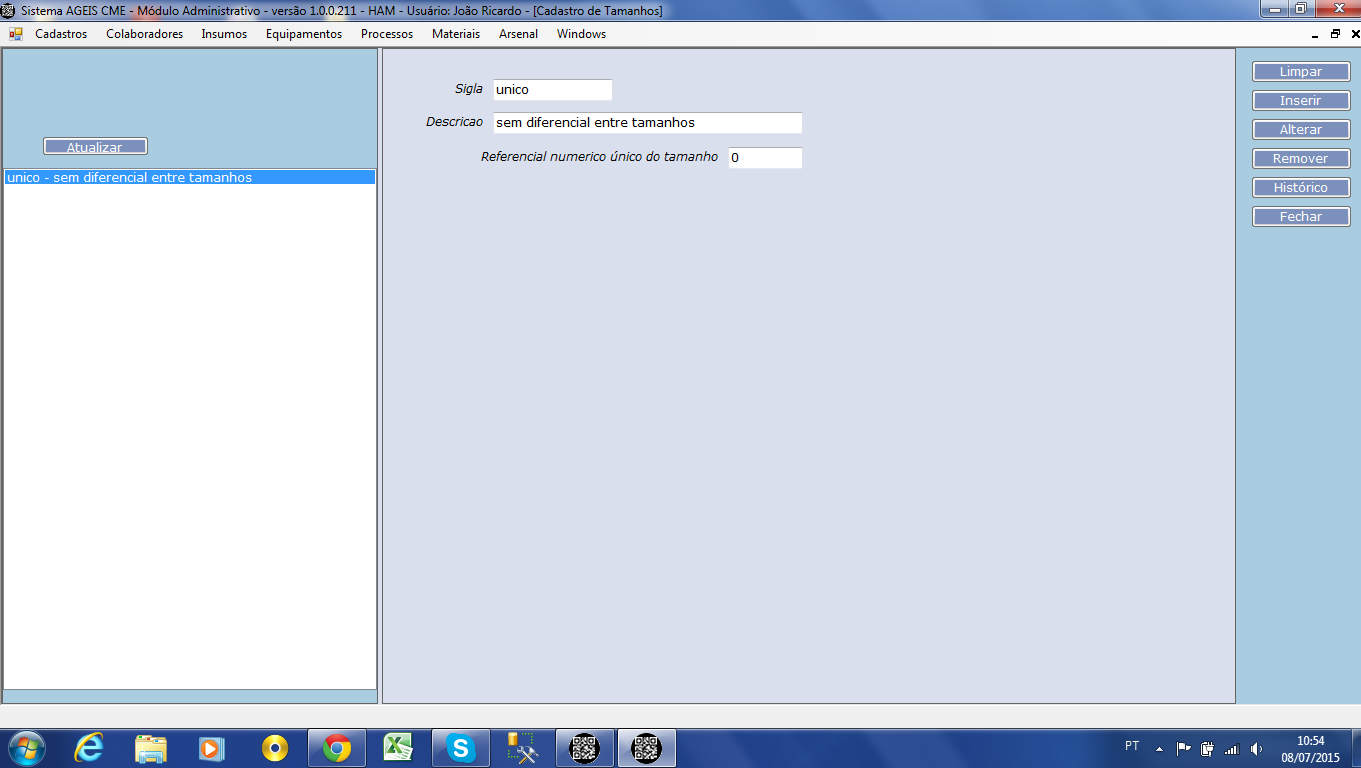 Sistema AGEIS CME - Módulo Administrativo - versão 1.0.0.211 - HAM - Usuário: João Ricardo - [Cadastro de Tamanhos]
Cadastros Colaboradores Insumos Equipamentos Processos Materiais Arsenal Windows
Limpar
Inserir
Alterar
Remover
Histórico
Fechar
Sigla unico
Descricao sem diferencial entre tamanhos
Referencial numerico único do tamanho 0
Atualizar
unico - sem diferencial entre tamanhos
PT
10:54
08/07/2015